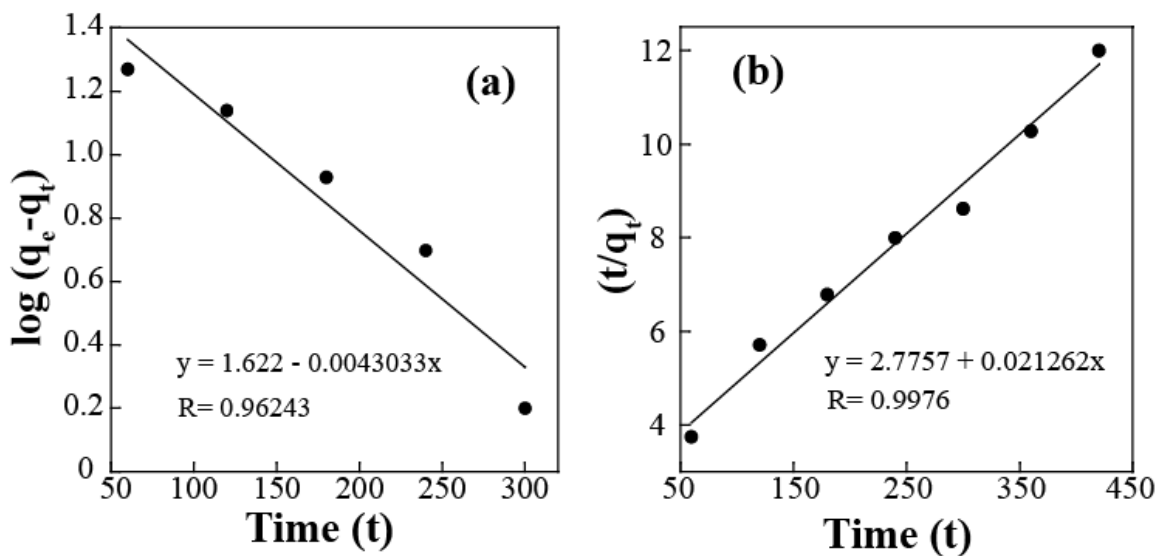 (a)
log (qe-qt)
1.4
1.2
1.0
0.8
0.6
0.4
0.2
0
y = 1.622 - 0.0043033x
R= 0.96243
50 100 150 200 250 300
Time (t)
(b)
(t/qt)
12
10
8
6
4
y = 2.7757 + 0.021262x
R= 0.9976
50 150 250 350 450
Time (t)